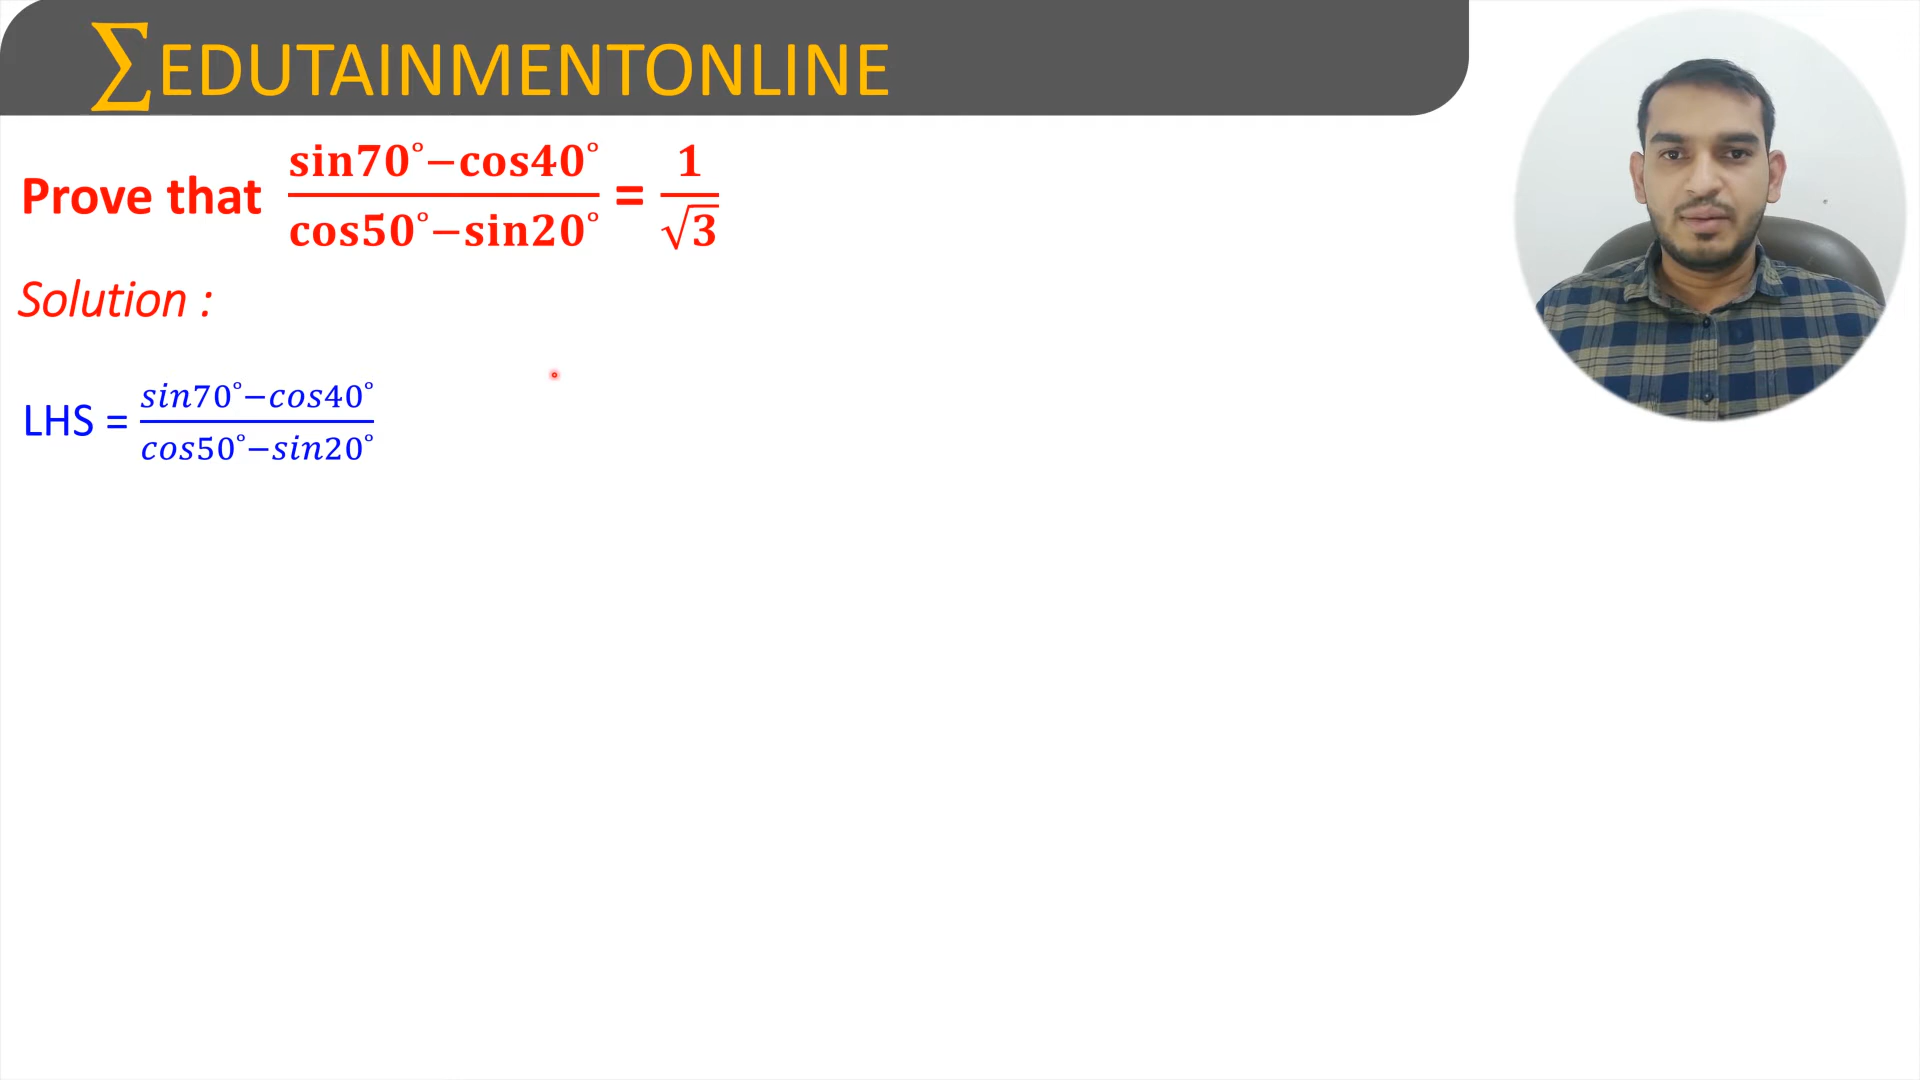 ∑EDUTAINMENTONLINE
Prove that (sin70°−cos40°)/(cos50°−sin20°) = 1/√3
Solution :
LHS = (sin70°−cos40°)/(cos50°−sin20°)